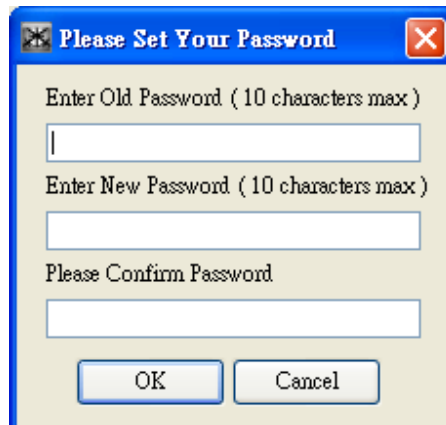 Please Set Your Password
Enter Old Password ( 10 characters max )
Enter New Password ( 10 characters max )
Please Confirm Password
OK
Cancel